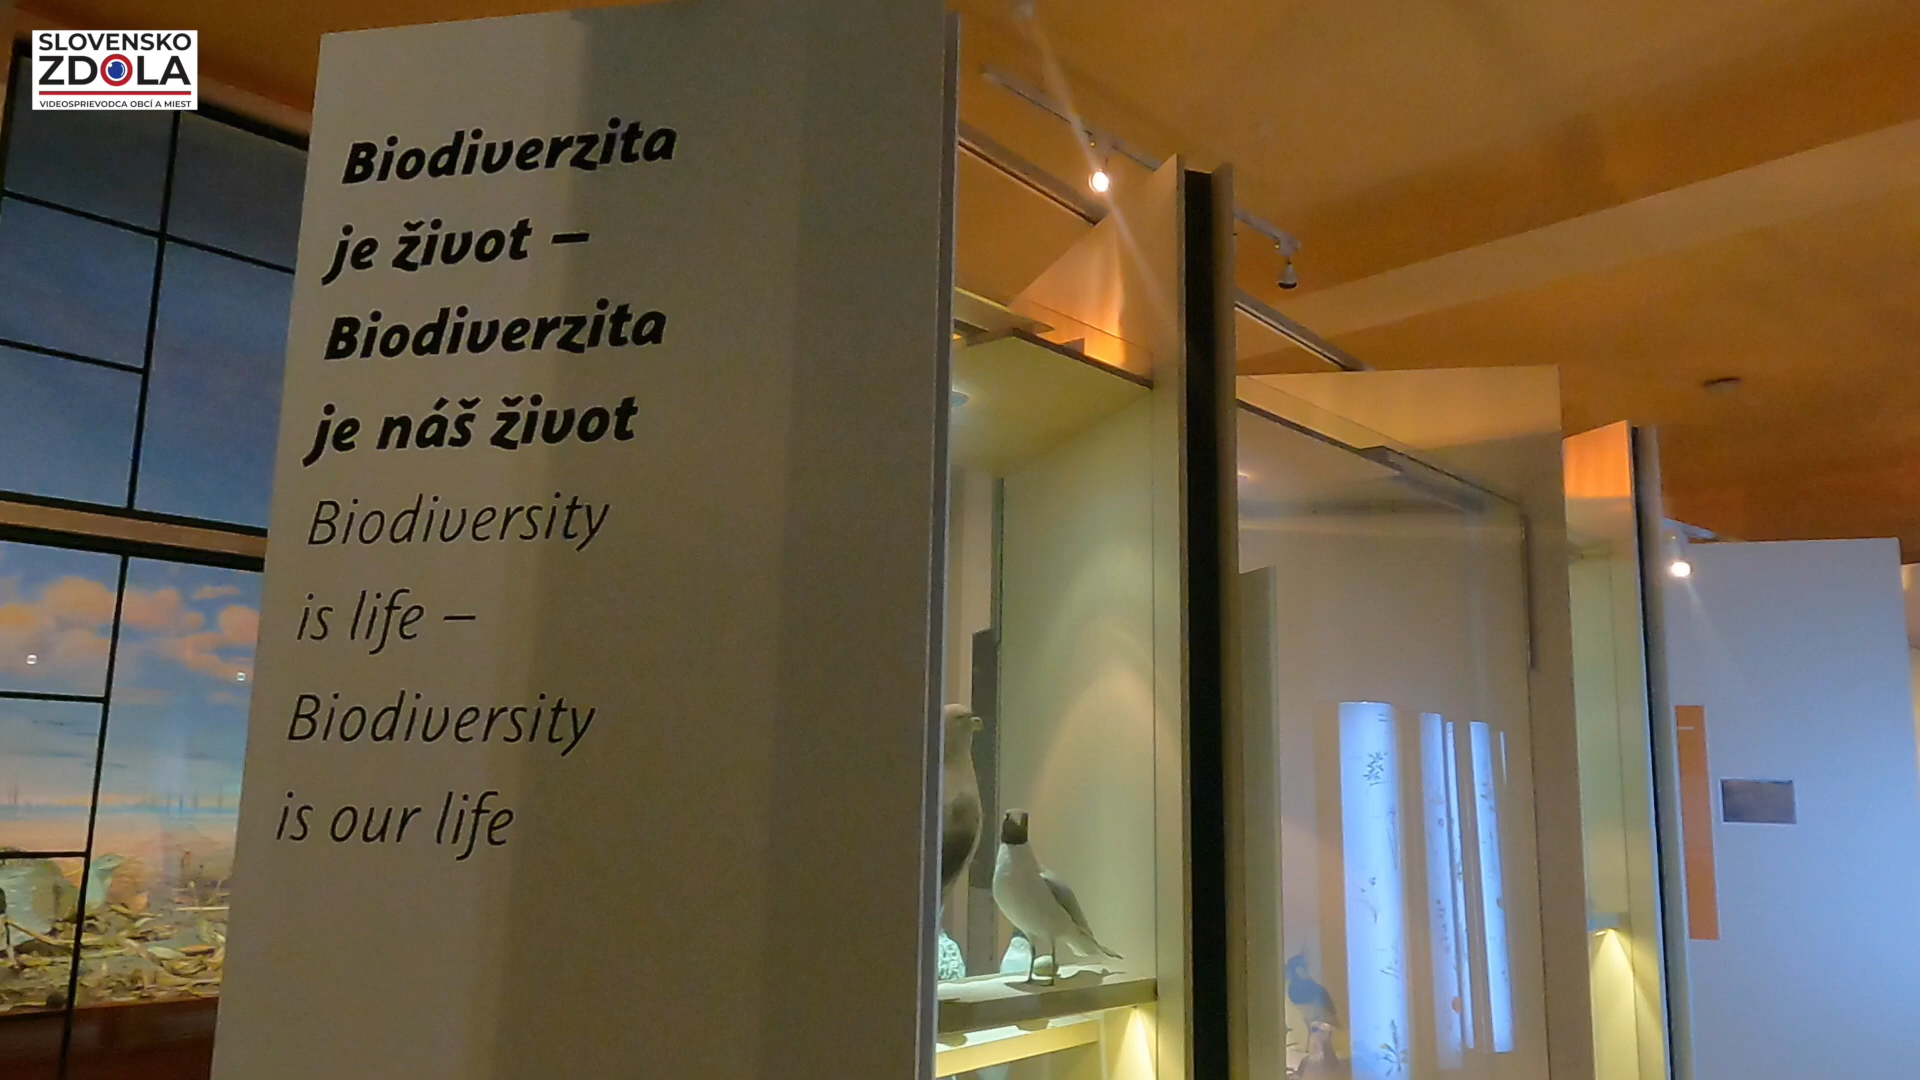 SLOVENSKO
ZDOLA
VIDEOSPRIEVODCA OBCÍ A MIEST
Biodiverzita
je život –
Biodiverzita
je náš život
Biodiversity
is life –
Biodiversity
is our life